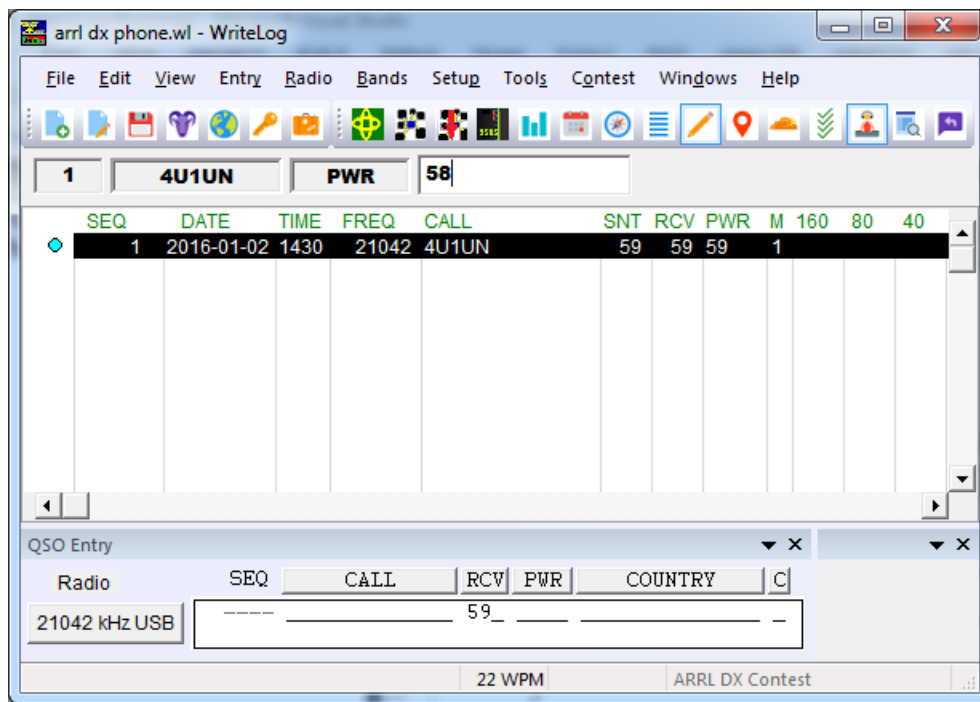 arrl dx phone.wl - WriteLog
File Edit View Entry Radio Bands Setup Tools Contest Windows Help
1 4U1UN PWR 58
SEQ DATE TIME FREQ CALL SNT RCV PWR M 160 80 40
1 2016-01-02 1430 21042 4U1UN 59 59 59 1
QSO Entry
Radio SEQ CALL RCV PWR COUNTRY C
21042 kHz USB ---- 59
22 WPM ARRL DX Contest